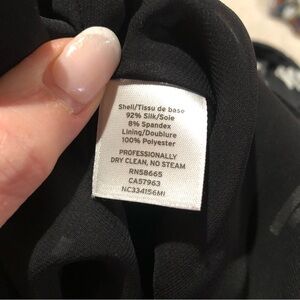 Shell/Tissu de base
92% Silk/Soie
8% Spandex
Lining/Doublure
100% Polyester
PROFESSIONALLY
DRY CLEAN, NO STEAM
RN58665
CA57963
NC334156MI